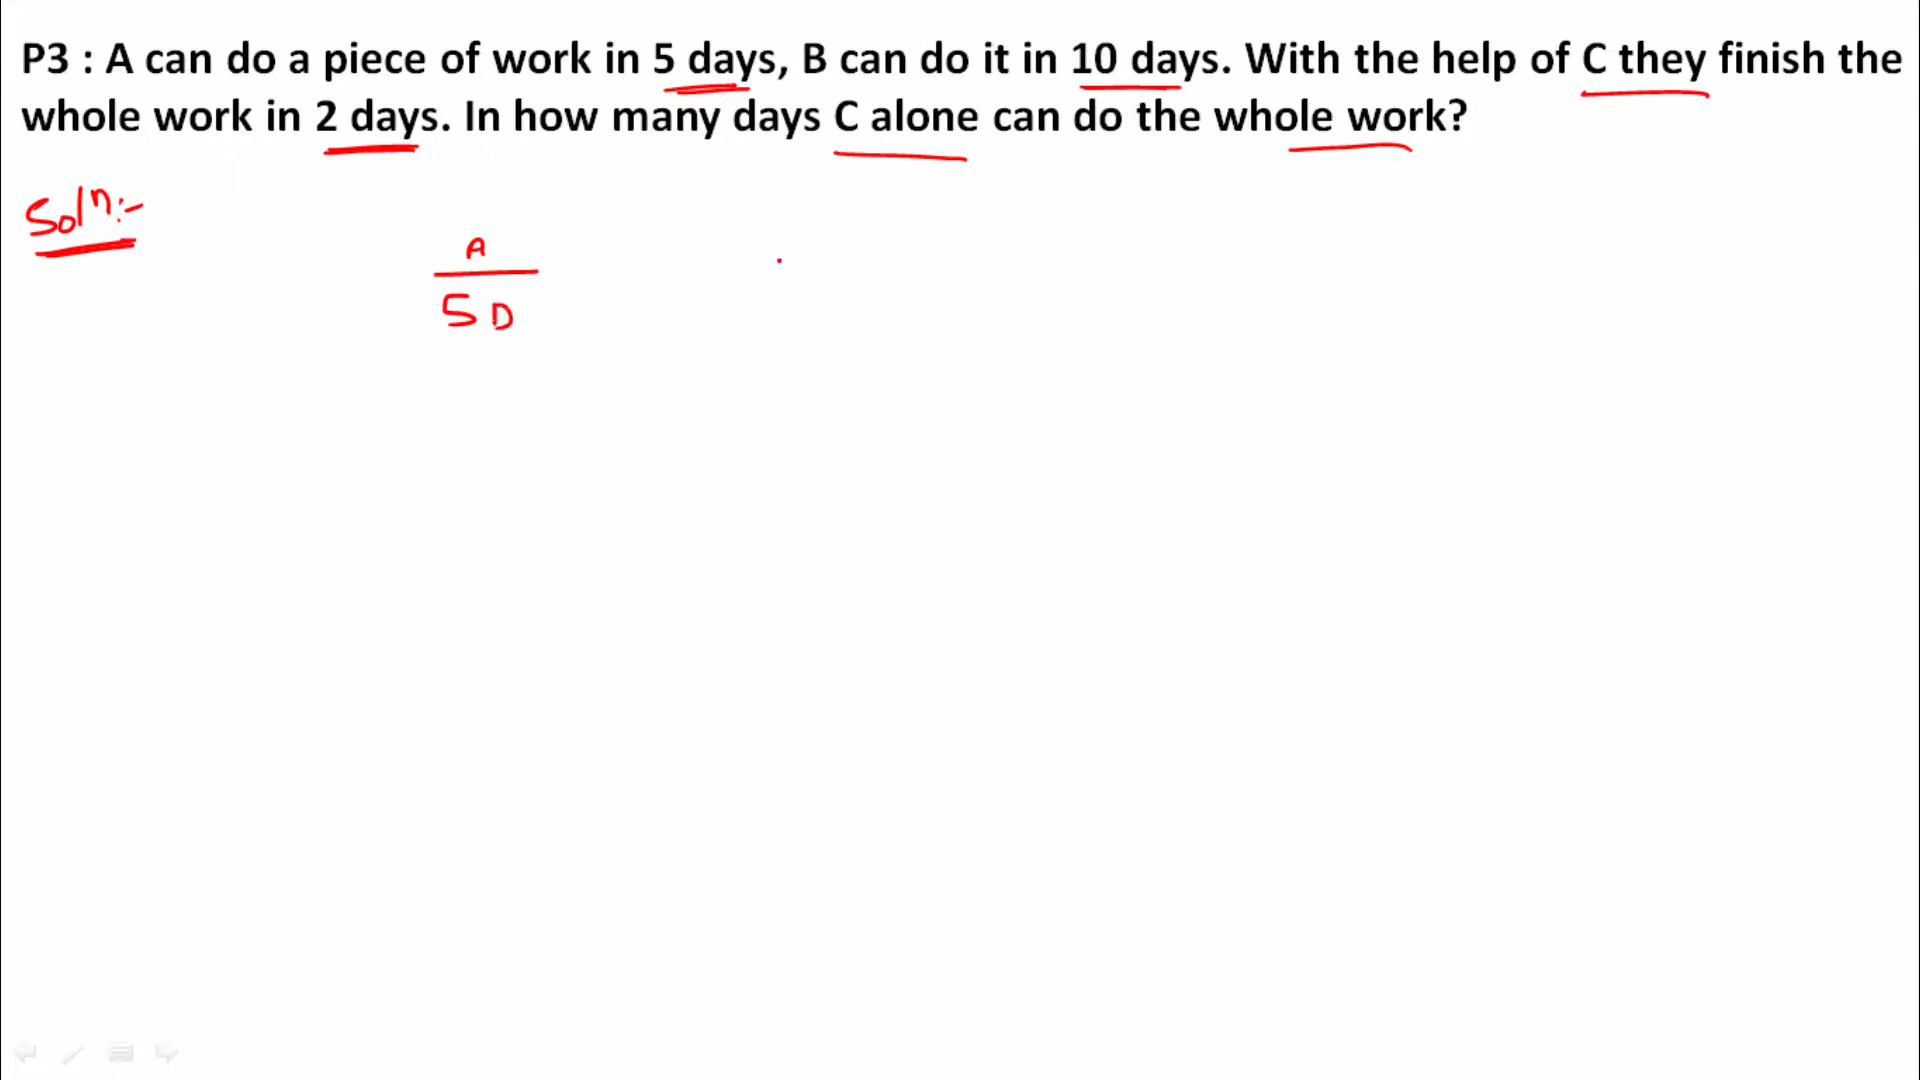 P3 : A can do a piece of work in 5 days, B can do it in 10 days. With the help of C they finish the
whole work in 2 days. In how many days C alone can do the whole work?
Soln:-
A
5 D